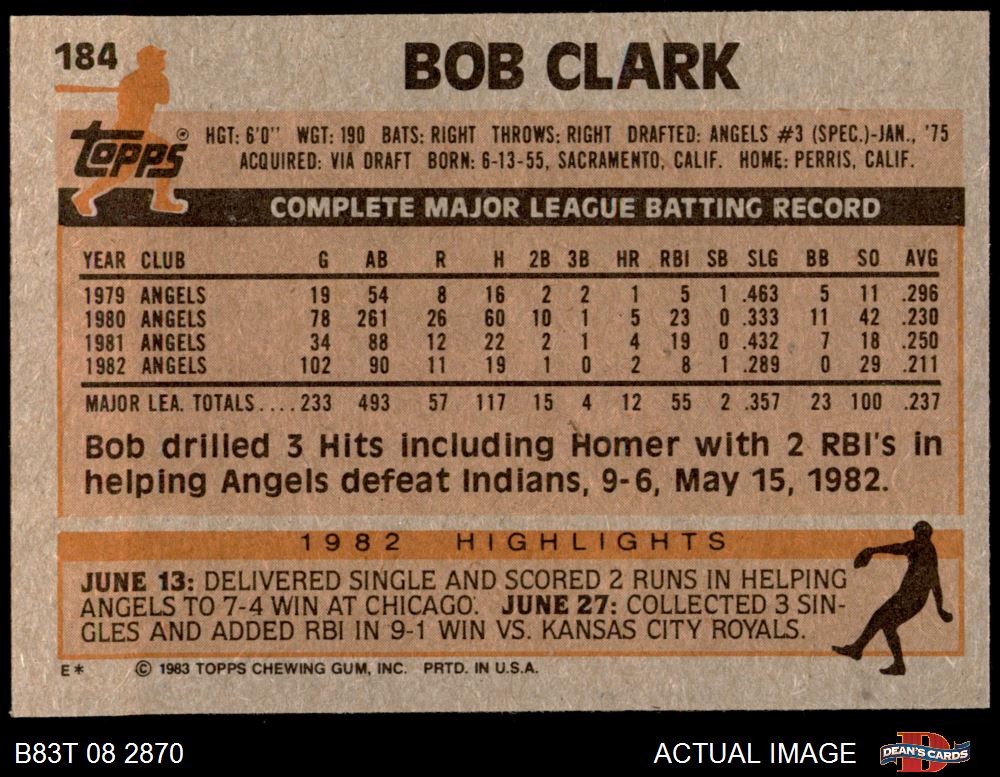 184
BOB CLARK
Topps ®
HGT: 6'0" WGT: 190 BATS: RIGHT THROWS: RIGHT DRAFTED: ANGELS #3 (SPEC.)-JAN., '75
ACQUIRED: VIA DRAFT BORN: 6-13-55, SACRAMENTO, CALIF. HOME: PERRIS, CALIF.
COMPLETE MAJOR LEAGUE BATTING RECORD
YEAR CLUB G AB R H 2B 3B HR RBI SB SLG BB SO AVG
1979 ANGELS 19 54 8 16 2 2 1 5 1 .463 5 11 .296
1980 ANGELS 78 261 26 60 10 1 5 23 0 .333 11 42 .230
1981 ANGELS 34 88 12 22 2 1 4 19 0 .432 7 18 .250
1982 ANGELS 102 90 11 19 1 0 2 8 1 .289 0 29 .211
MAJOR LEA. TOTALS....233 493 57 117 15 4 12 55 2 .357 23 100 .237
Bob drilled 3 Hits including Homer with 2 RBI's in
helping Angels defeat Indians, 9-6, May 15, 1982.
1982 HIGHLIGHTS
JUNE 13: DELIVERED SINGLE AND SCORED 2 RUNS IN HELPING
ANGELS TO 7-4 WIN AT CHICAGO. JUNE 27: COLLECTED 3 SIN-
GLES AND ADDED RBI IN 9-1 WIN VS. KANSAS CITY ROYALS.
E* © 1983 TOPPS CHEWING GUM, INC. PRTD. IN U.S.A.
B83T 08 2870 ACTUAL IMAGE DEAN'S CARDS